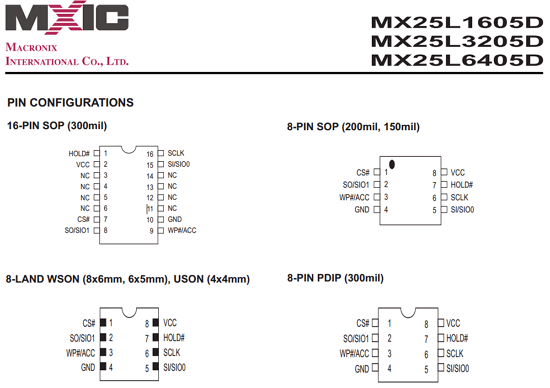 MXIC
MX25L1605D
MX25L3205D
MX25L6405D
MACRONIX
INTERNATIONAL CO., LTD.
PIN CONFIGURATIONS
16-PIN SOP (300mil)
HOLD# 1 16 SCLK
VCC 2 15 SI/SIO0
NC 3 14 NC
NC 4 13 NC
NC 5 12 NC
NC 6 11 NC
CS# 7 10 GND
SO/SIO1 8 9 WP#/ACC
8-PIN SOP (200mil, 150mil)
CS# 1 8 VCC
SO/SIO1 2 7 HOLD#
WP#/ACC 3 6 SCLK
GND 4 5 SI/SIO0
8-LAND WSON (8x6mm, 6x5mm), USON (4x4mm)
CS# 1 8 VCC
SO/SIO1 2 7 HOLD#
WP#/ACC 3 6 SCLK
GND 4 5 SI/SIO0
8-PIN PDIP (300mil)
CS# 1 8 VCC
SO/SIO1 2 7 HOLD#
WP#/ACC 3 6 SCLK
GND 4 5 SI/SIO0